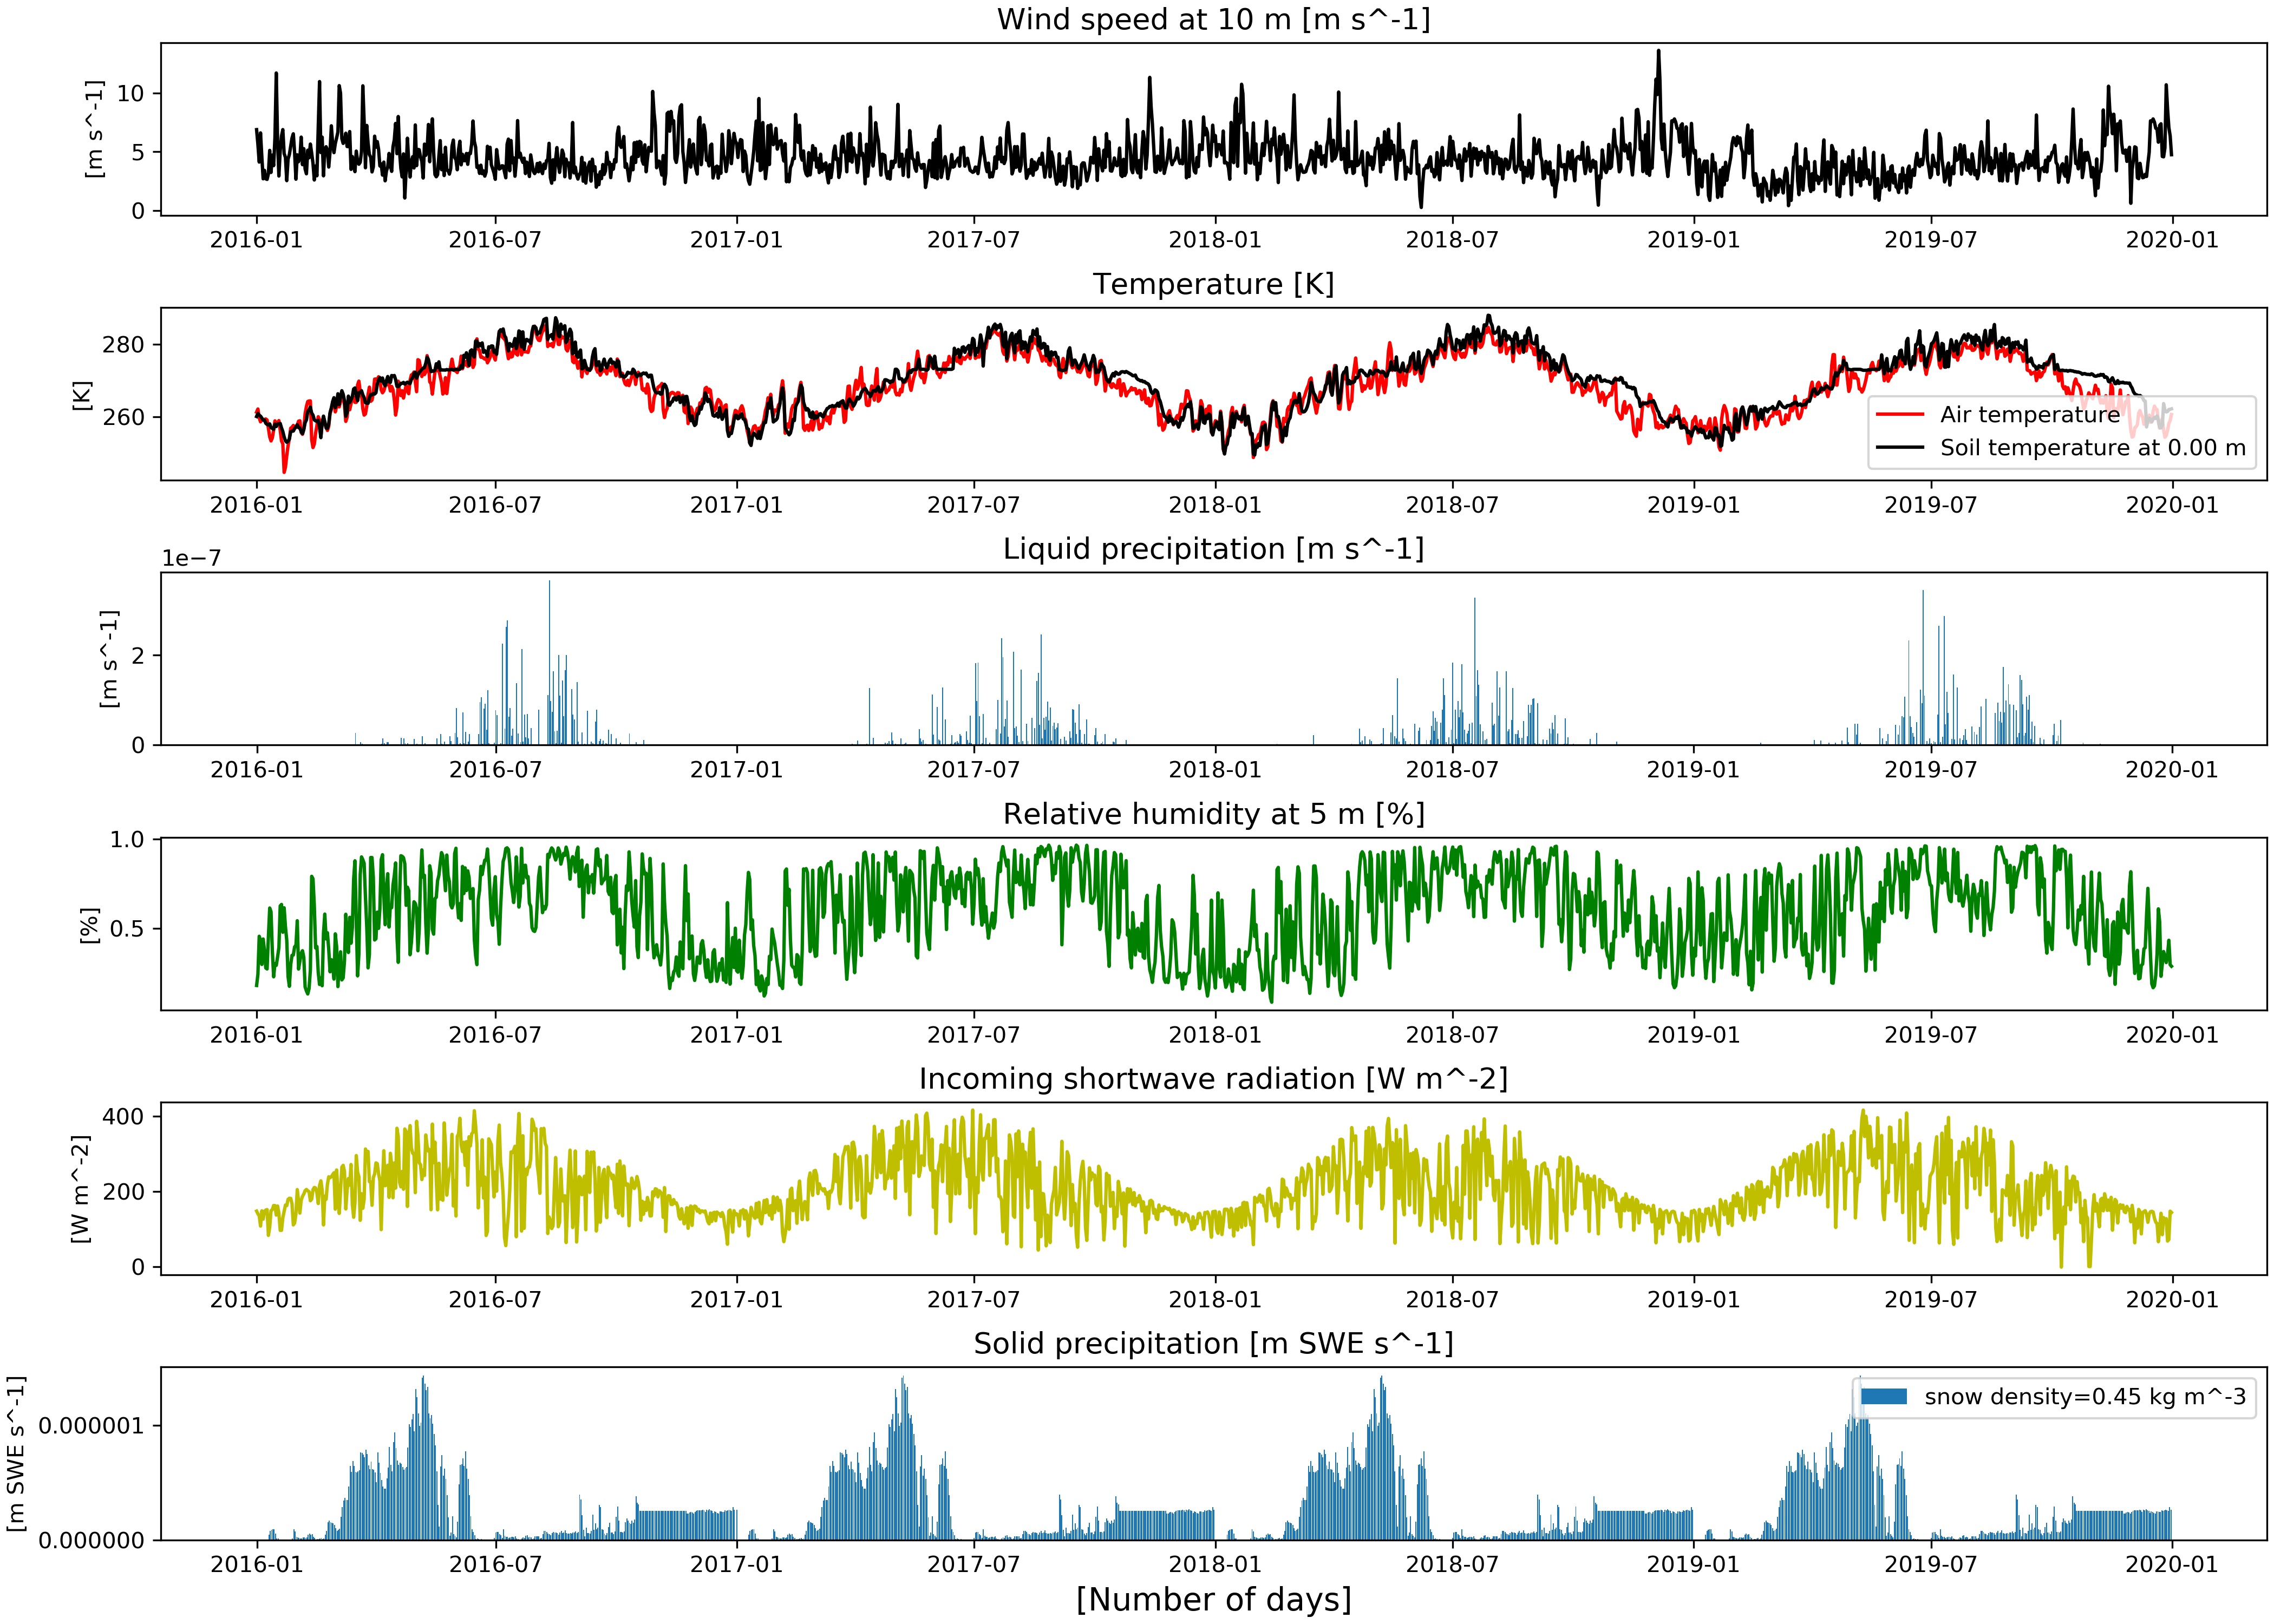 Wind speed at 10 m [m s^-1]
[m s^-1]
10
5
0
2016-01 2016-07 2017-01 2017-07 2018-01 2018-07 2019-01 2019-07 2020-01
Temperature [K]
[K]
280
260
Air temperature
Soil temperature at 0.00 m
2016-01 2016-07 2017-01 2017-07 2018-01 2018-07 2019-01 2019-07 2020-01
Liquid precipitation [m s^-1]
1e−7
[m s^-1]
2
0
2016-01 2016-07 2017-01 2017-07 2018-01 2018-07 2019-01 2019-07 2020-01
Relative humidity at 5 m [%]
[%]
1.0
0.5
2016-01 2016-07 2017-01 2017-07 2018-01 2018-07 2019-01 2019-07 2020-01
Incoming shortwave radiation [W m^-2]
[W m^-2]
400
200
0
2016-01 2016-07 2017-01 2017-07 2018-01 2018-07 2019-01 2019-07 2020-01
Solid precipitation [m SWE s^-1]
[m SWE s^-1]
snow density=0.45 kg m^-3
0.000001
0.000000
2016-01 2016-07 2017-01 2017-07 2018-01 2018-07 2019-01 2019-07 2020-01
[Number of days]